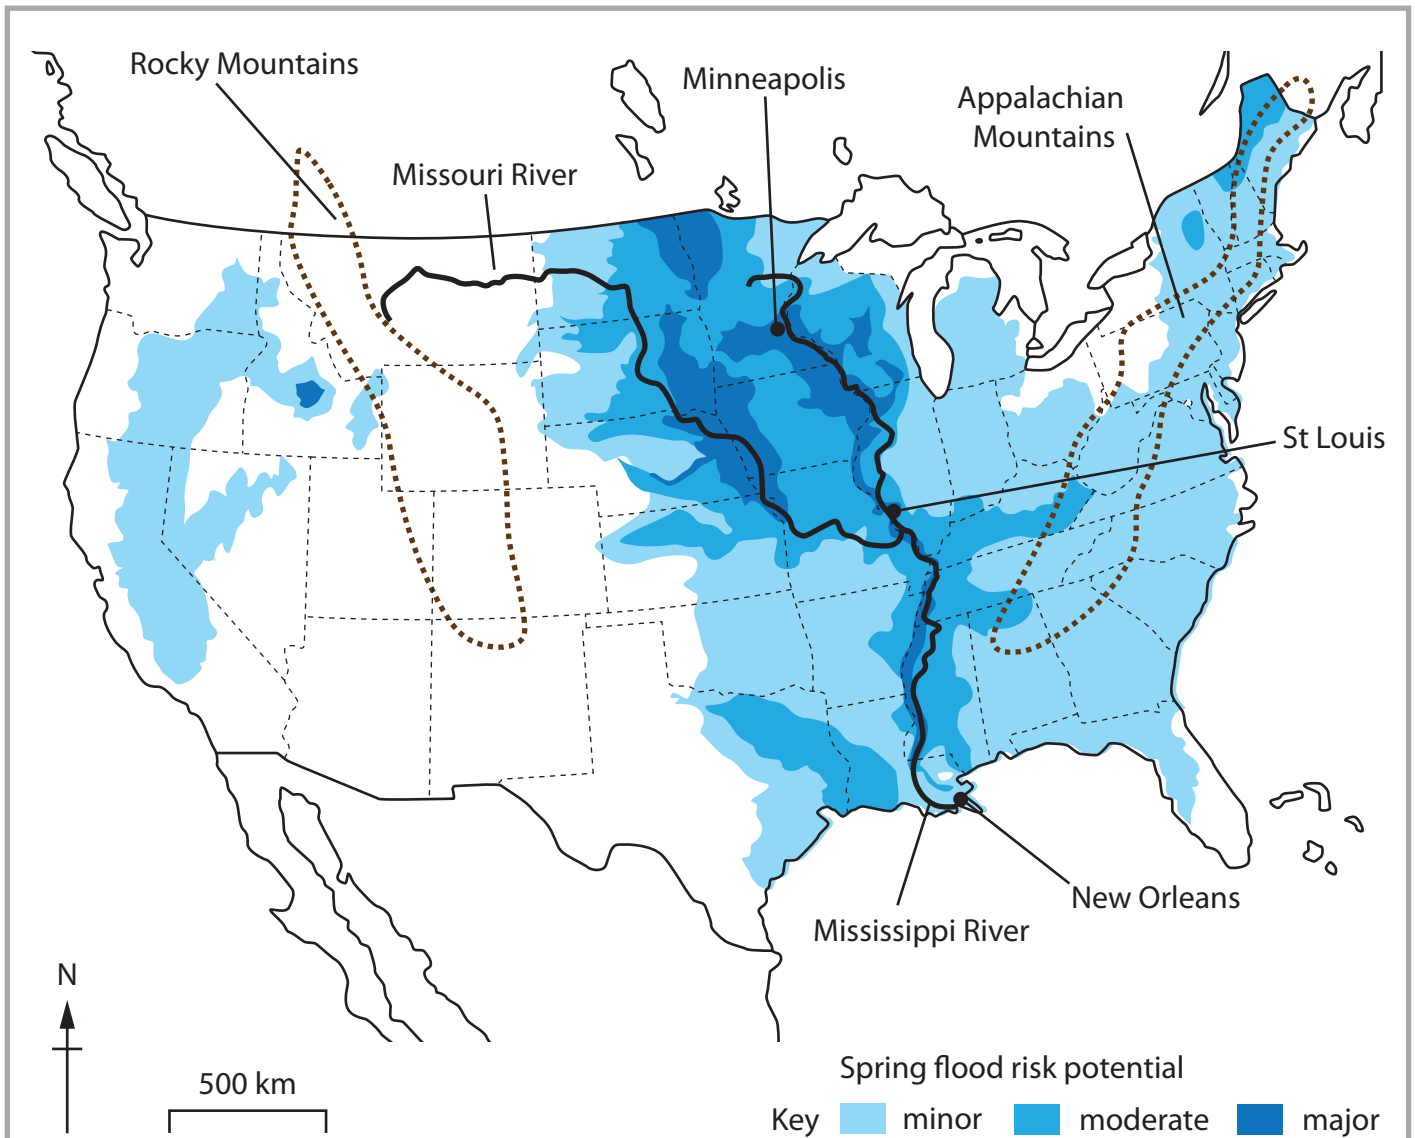 Rocky Mountains
Minneapolis
Appalachian
Mountains
Missouri River
St Louis
New Orleans
Mississippi River
N
500 km
Spring flood risk potential
Key minor moderate major